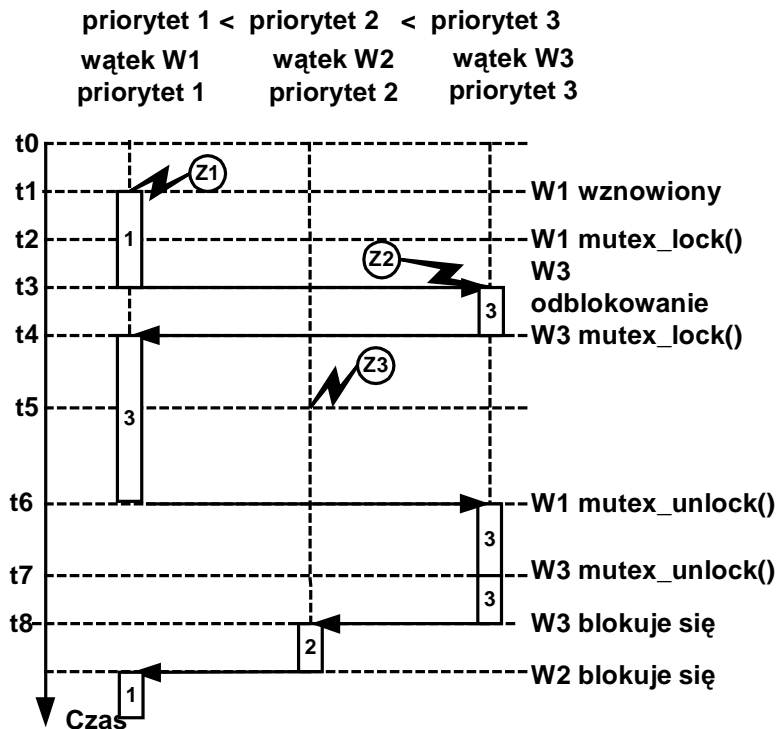 priorytet 1 < priorytet 2 < priorytet 3
wątek W1 wątek W2 wątek W3
priorytet 1 priorytet 2 priorytet 3
t0
Z1
t1 W1 wznowiony
t2 1 W1 mutex_lock()
Z2 W3
t3 odblokowanie
3
t4 W3 mutex_lock()
Z3
t5
3
t6 W1 mutex_unlock()
3
t7 W3 mutex_unlock()
3
t8 W3 blokuje się
2
W2 blokuje się
1
Czas